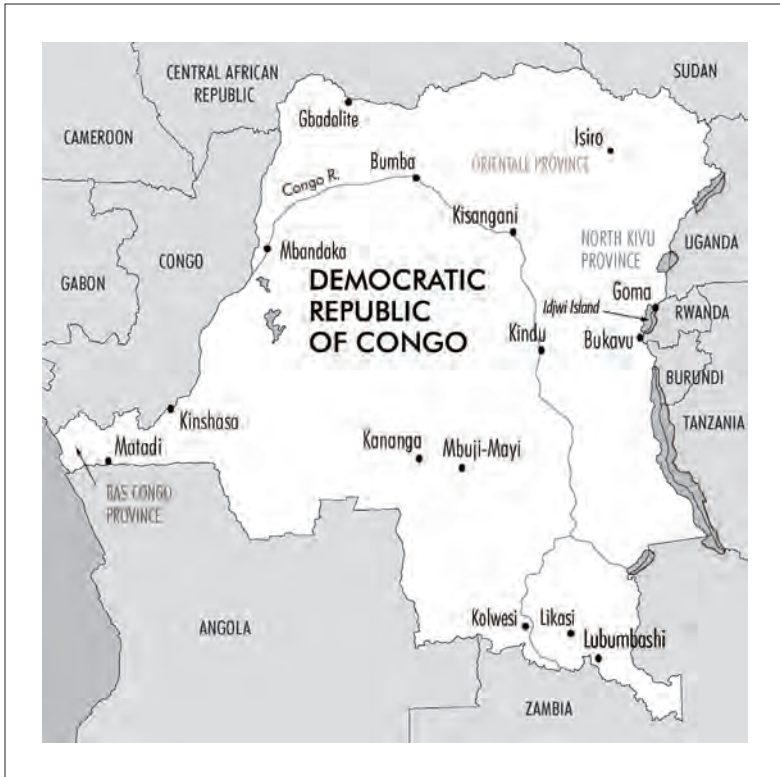 CENTRAL AFRICAN
REPUBLIC
SUDAN
CAMEROON
Gbadolite
Isiro
Bumba
ORIENTALE PROVINCE
Congo R.
Kisangani
NORTH KIVU
PROVINCE
UGANDA
CONGO
Mbandaka
GABON
DEMOCRATIC
REPUBLIC
OF CONGO
Goma
Idjwi Island
RWANDA
Kindu
Bukavu
BURUNDI
TANZANIA
Kinshasa
Matadi
Kananga
Mbuji-Mayi
BAS CONGO
PROVINCE
ANGOLA
Kolwesi
Likasi
Lubumbashi
ZAMBIA